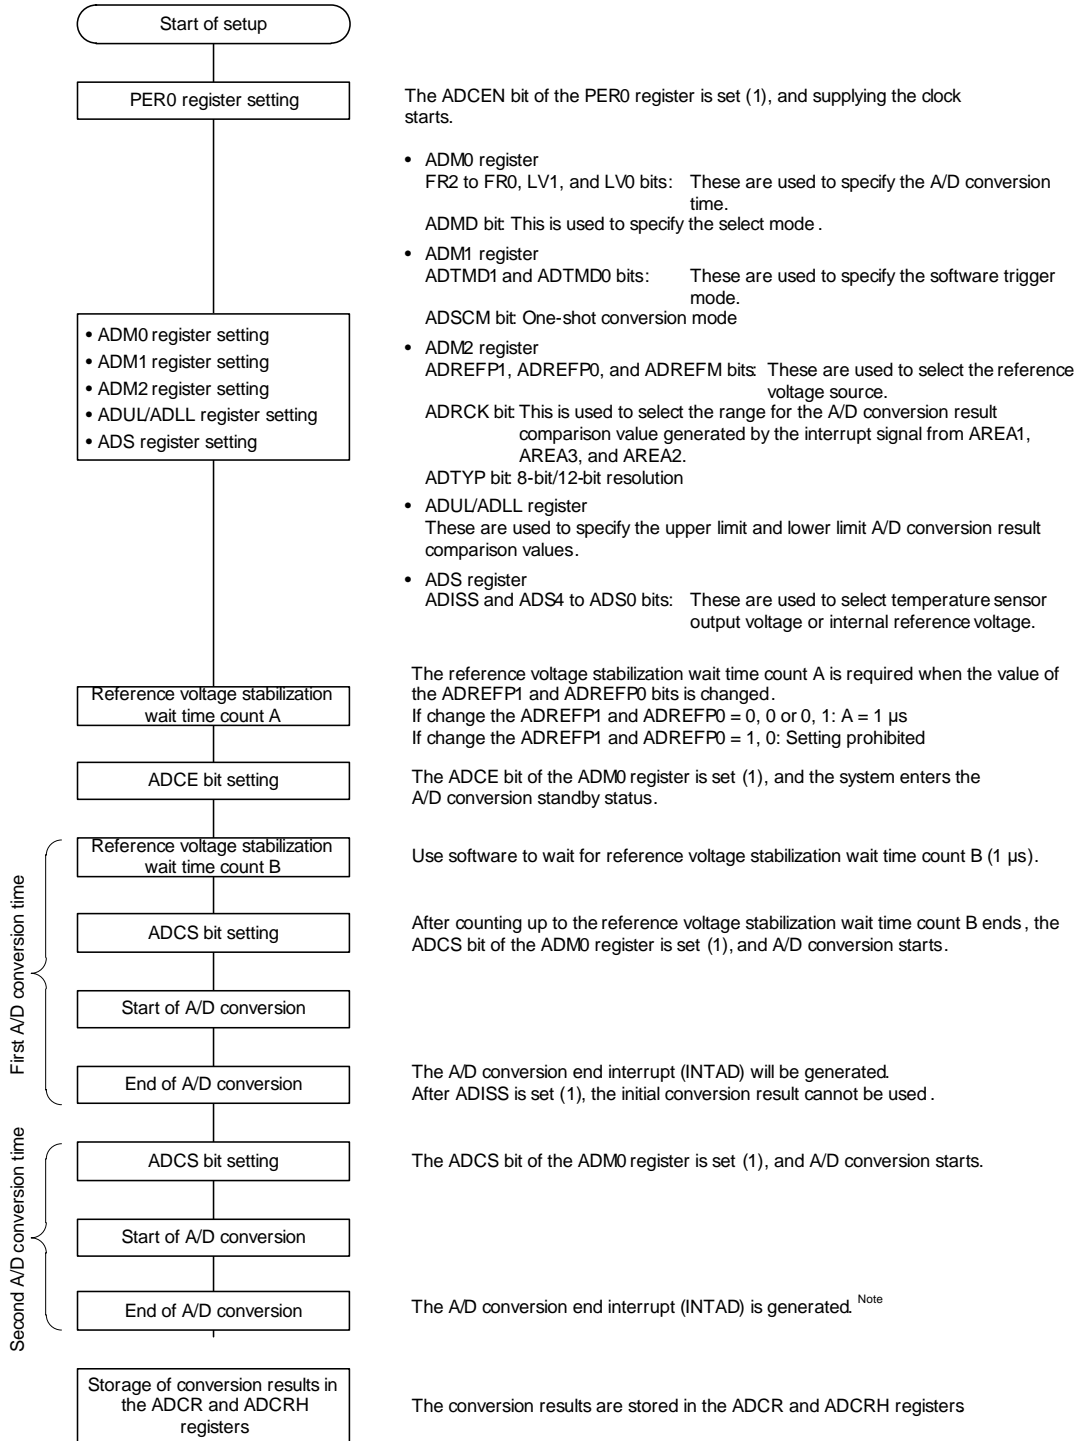 Start of setup
PER0 register setting
The ADCEN bit of the PER0 register is set (1), and supplying the clock
starts.
• ADM0 register
FR2 to FR0, LV1, and LV0 bits: These are used to specify the A/D conversion
time.
ADMD bit: This is used to specify the select mode.
• ADM1 register
ADTMD1 and ADTMD0 bits: These are used to specify the software trigger
mode.
ADSCM bit: One-shot conversion mode
• ADM0 register setting
• ADM1 register setting
• ADM2 register setting
• ADUL/ADLL register setting
• ADS register setting
• ADM2 register
ADREFP1, ADREFP0, and ADREFM bits: These are used to select the reference
voltage source.
ADRCK bit: This is used to select the range for the A/D conversion result
comparison value generated by the interrupt signal from AREA1,
AREA3, and AREA2.
ADTYP bit: 8-bit/12-bit resolution
• ADUL/ADLL register
These are used to specify the upper limit and lower limit A/D conversion result
comparison values.
• ADS register
ADISS and ADS4 to ADS0 bits: These are used to select temperature sensor
output voltage or internal reference voltage.
Reference voltage stabilization
wait time count A
The reference voltage stabilization wait time count A is required when the value of
the ADREFP1 and ADREFP0 bits is changed.
If change the ADREFP1 and ADREFP0 = 0, 0 or 0, 1: A = 1 µs
If change the ADREFP1 and ADREFP0 = 1, 0: Setting prohibited
ADCE bit setting
The ADCE bit of the ADM0 register is set (1), and the system enters the
A/D conversion standby status.
First A/D conversion time
Reference voltage stabilization
wait time count B
Use software to wait for reference voltage stabilization wait time count B (1 µs).
ADCS bit setting
After counting up to the reference voltage stabilization wait time count B ends, the
ADCS bit of the ADM0 register is set (1), and A/D conversion starts.
Start of A/D conversion
End of A/D conversion
The A/D conversion end interrupt (INTAD) will be generated.
After ADISS is set (1), the initial conversion result cannot be used.
Second A/D conversion time
ADCS bit setting
The ADCS bit of the ADM0 register is set (1), and A/D conversion starts.
Start of A/D conversion
End of A/D conversion
The A/D conversion end interrupt (INTAD) is generated. Note
Storage of conversion results in
the ADCR and ADCRH
registers
The conversion results are stored in the ADCR and ADCRH registers